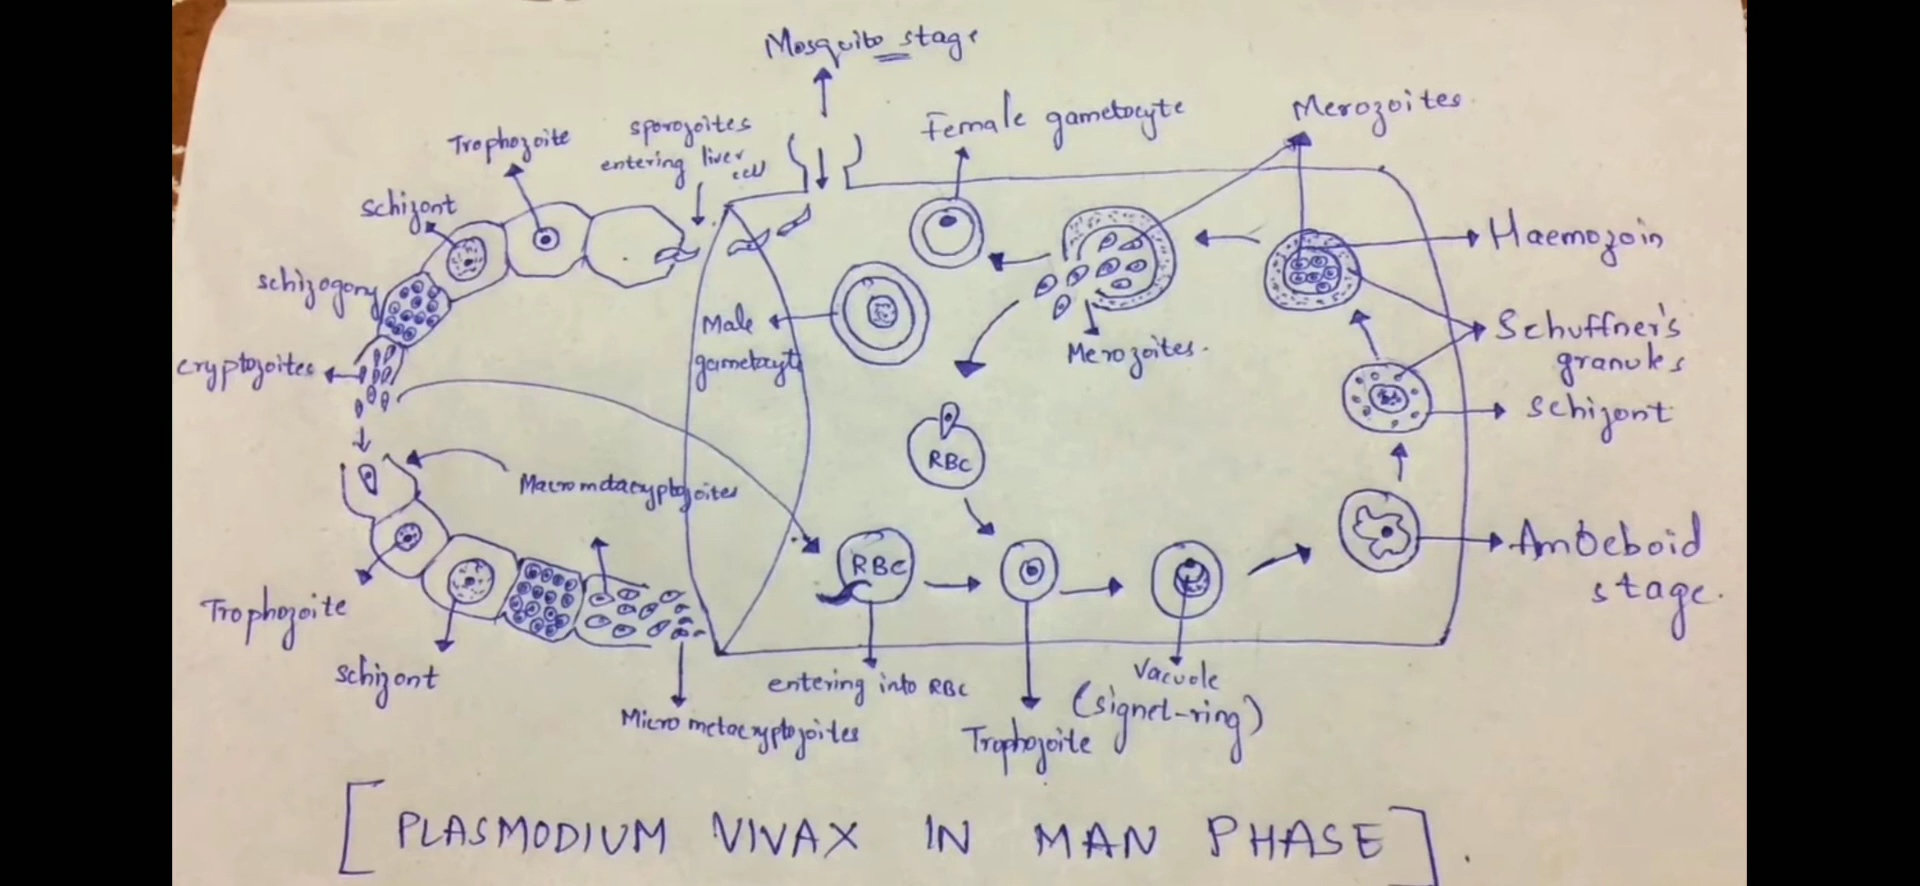 Mosquito stage
Female gametocyte
Merozoites
Trophozoite
sporozoites
entering liver
cell
schizont
Haemozoin
schizogony
Male
gametocyte
Merozoites.
Schuffner's
granules
cryptozoites
schizont
RBC
Macrometacryptozoites
RBC
Amoeboid
stage.
Trophozoite
schizont
entering into RBC
Vacuole
(signet-ring)
Micro metacryptozoites
Trophozoite
[PLASMODIUM VIVAX IN MAN PHASE].